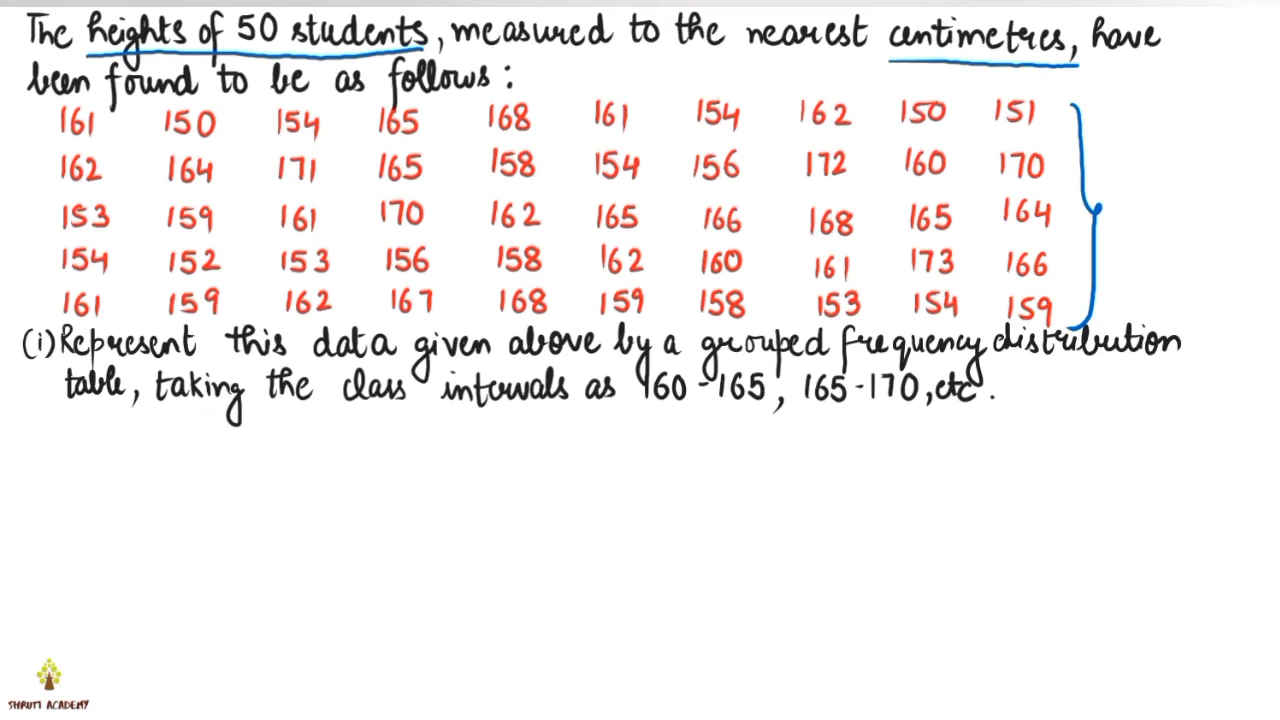 The heights of 50 students, measured to the nearest centimetres, have
been found to be as follows :
161 150 154 165 168 161 154 162 150 151
162 164 171 165 158 154 156 172 160 170
153 159 161 170 162 165 166 168 165 164
154 152 153 156 158 162 160 161 173 166
161 159 162 167 168 159 158 153 154 159
(i) Represent this data given above by a grouped frequency distribution
table, taking the class intervals as 160 - 165, 165 - 170, etc.
SHRUTI ACADEMY